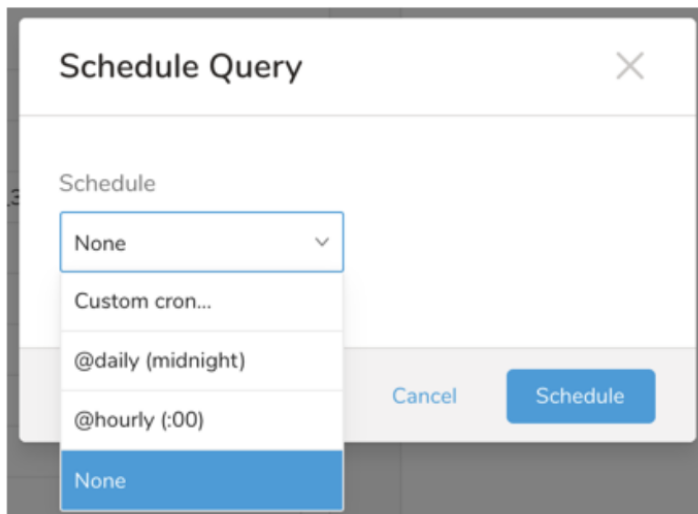 Schedule Query
Schedule
None
Custom cron...
@daily (midnight)
@hourly (:00)
None
Cancel
Schedule